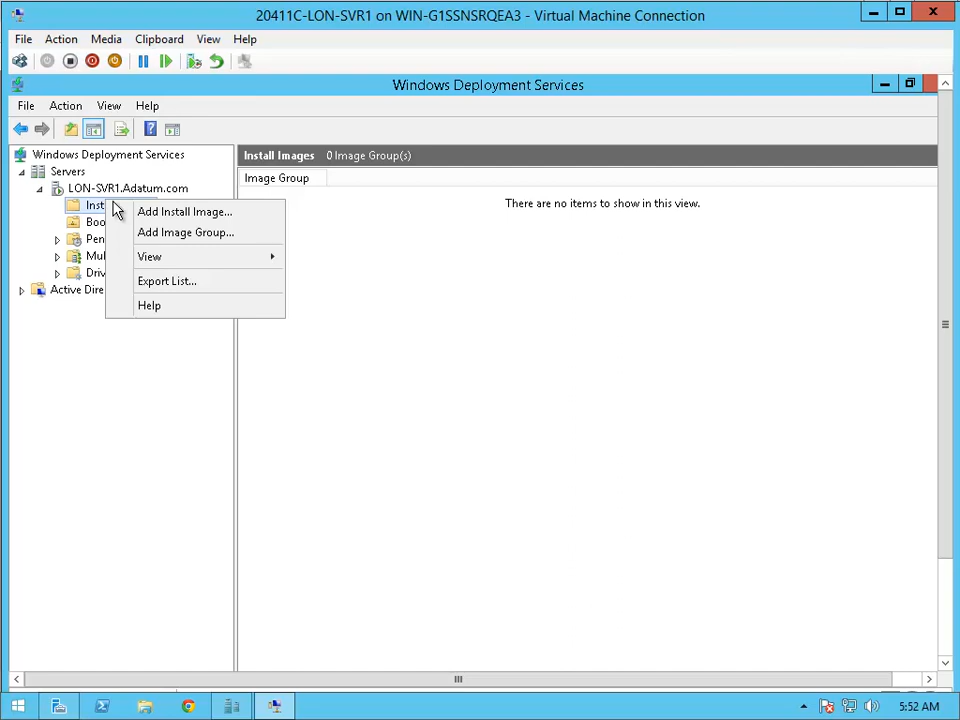 20411C-LON-SVR1 on WIN-G1SSNSRQEA3 - Virtual Machine Connection
File Action Media Clipboard View Help
Windows Deployment Services
File Action View Help
Windows Deployment Services
Install Images 0 Image Group(s)
Servers
Image Group
LON-SVR1.Adatum.com
There are no items to show in this view.
Inst
Add Install Image...
Boo
Add Image Group...
Pen
Mul
View
Driv
Export List...
Active Dire
Help
5:52 AM